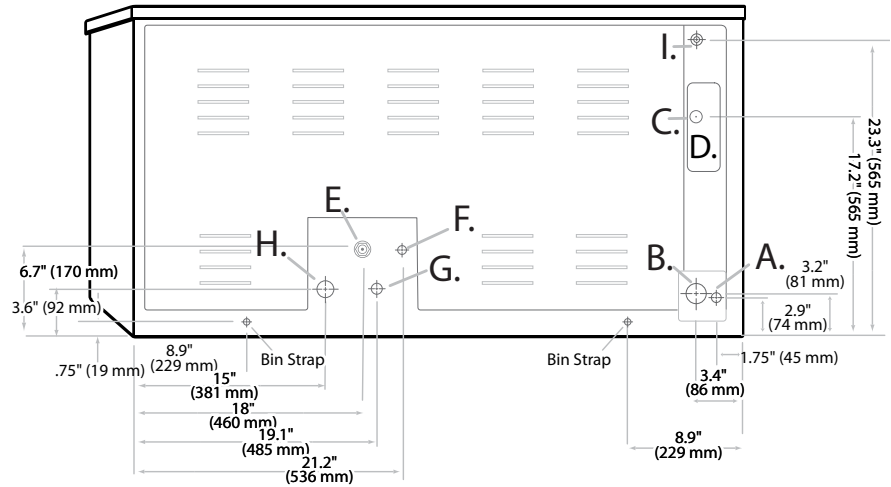 I.
C.
D.
23.3" (565 mm)
17.2" (565 mm)
E.
F.
H.
G.
B.
A.
6.7" (170 mm)
3.6" (92 mm)
3.2"
(81 mm)
2.9"
(74 mm)
.75" (19 mm)
8.9"
(229 mm)
Bin Strap
Bin Strap
1.75" (45 mm)
15"
(381 mm)
3.4"
(86 mm)
18"
(460 mm)
19.1"
(485 mm)
8.9"
(229 mm)
21.2"
(536 mm)